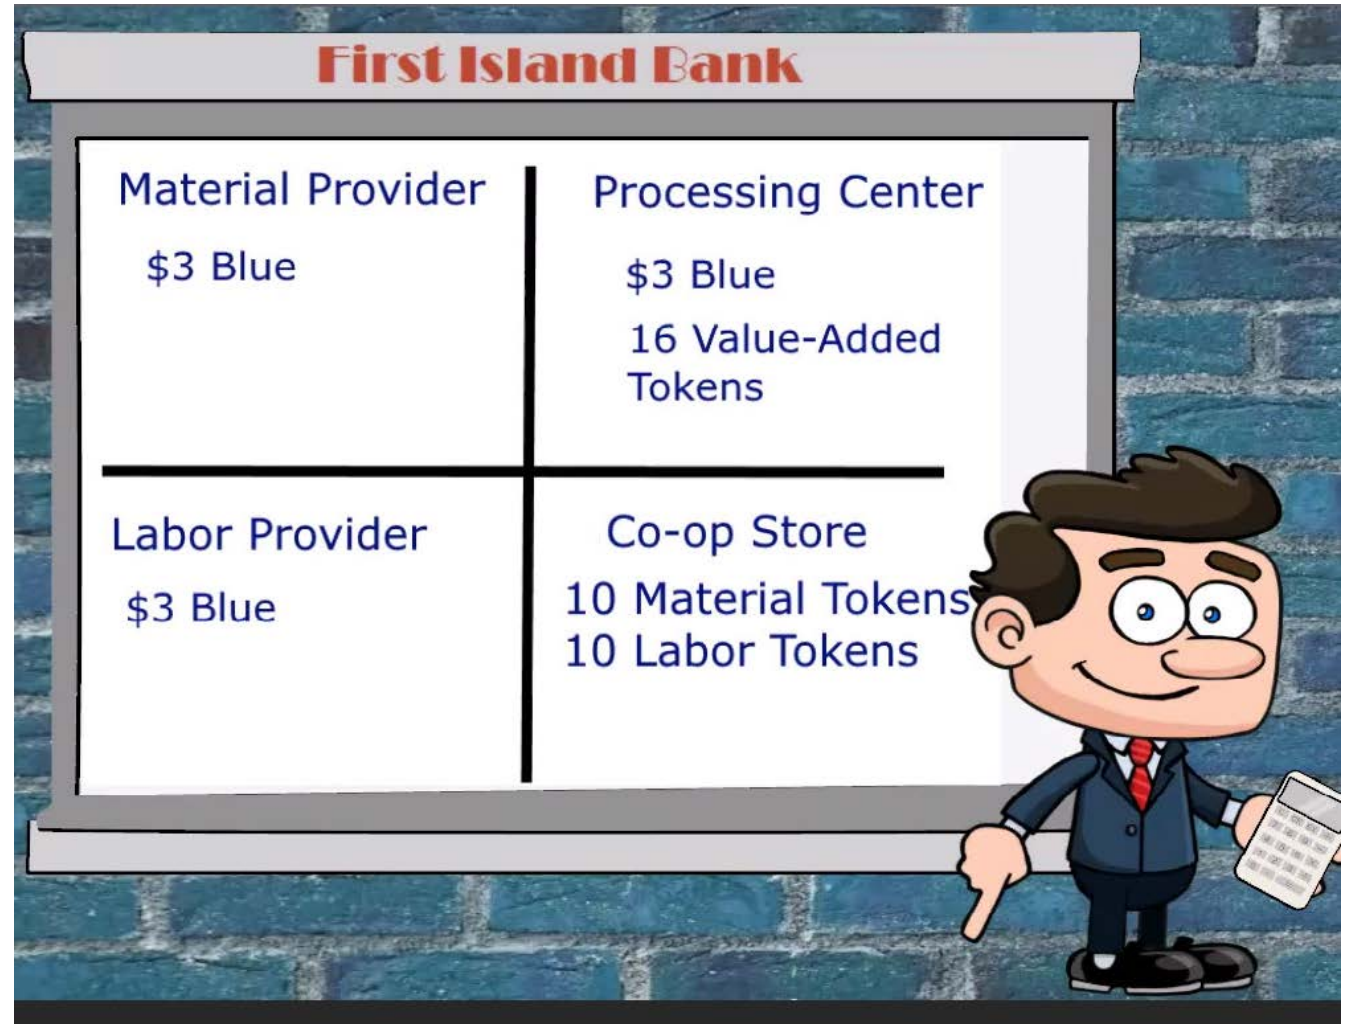 First Island Bank
Material Provider
$3 Blue
Processing Center
$3 Blue
16 Value-Added
Tokens
Labor Provider
$3 Blue
Co-op Store
10 Material Tokens
10 Labor Tokens